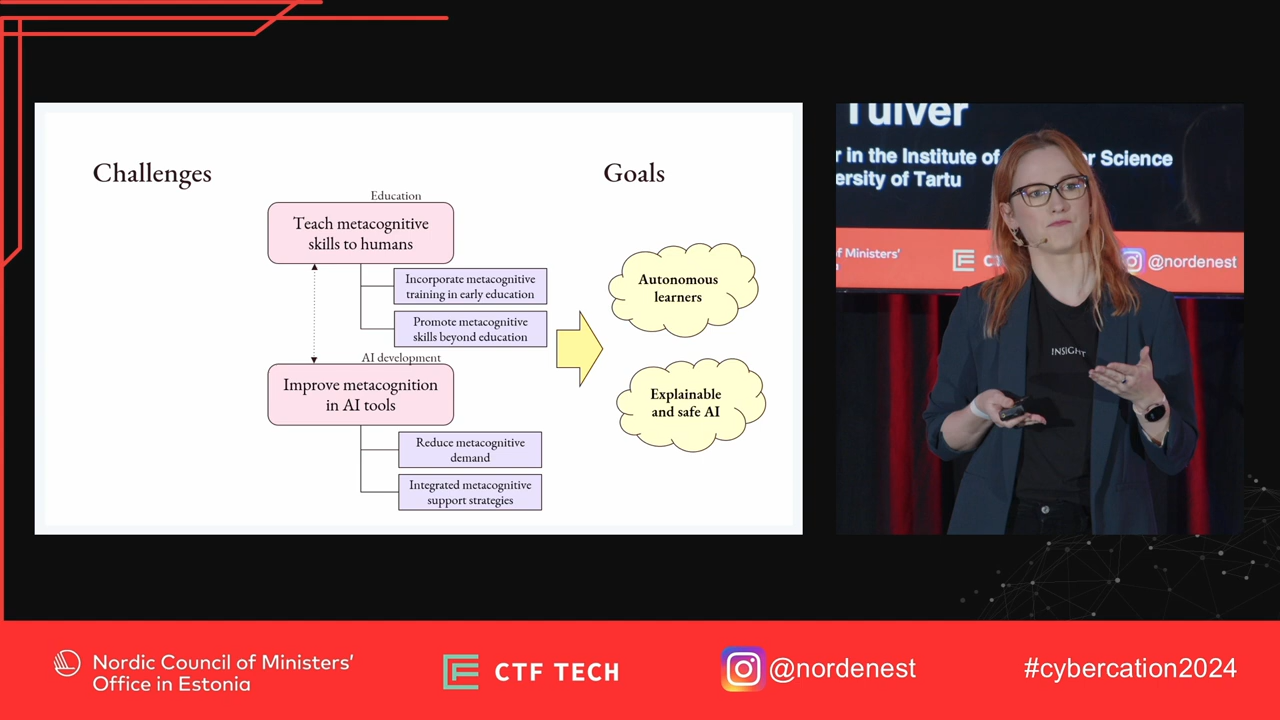 Challenges
Goals
Education
Teach metacognitive
skills to humans
Incorporate metacognitive
training in early education
Promote metacognitive
skills beyond education
AI development
Improve metacognition
in AI tools
Reduce metacognitive
demand
Integrated metacognitive
support strategies
Autonomous
learners
Explainable
and safe AI
Tulver
in the Institute of Science
University of Tartu
of Ministers'
@nordenest
INSIGHT
Nordic Council of Ministers'
Office in Estonia
CTF TECH
@nordenest
#cybercation2024